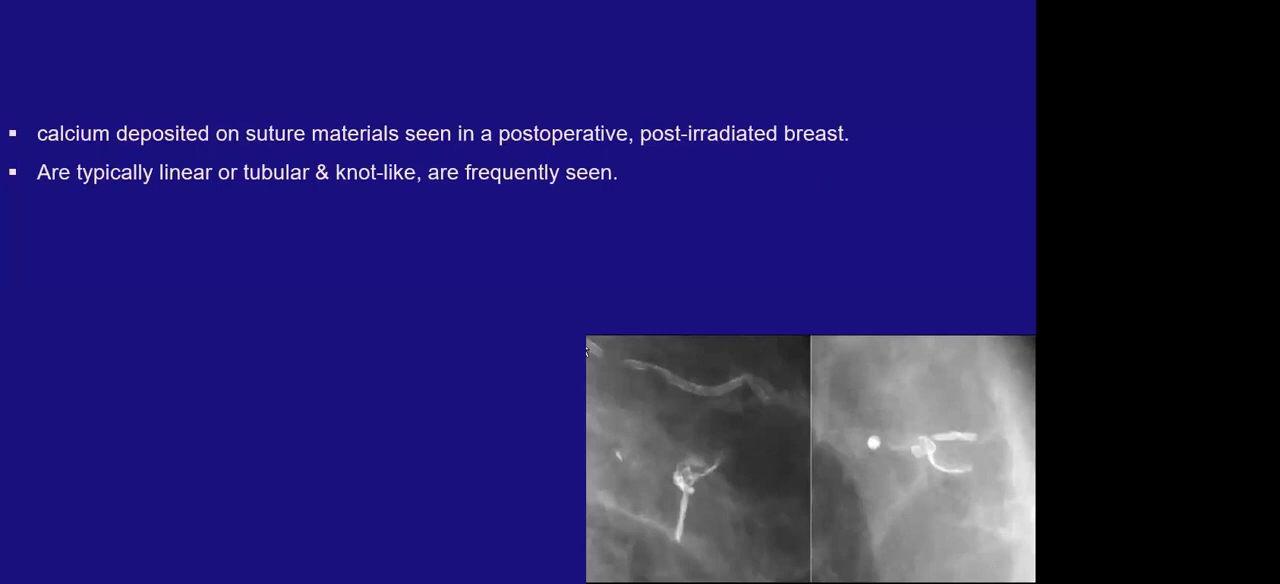 calcium deposited on suture materials seen in a postoperative, post-irradiated breast.
Are typically linear or tubular & knot-like, are frequently seen.